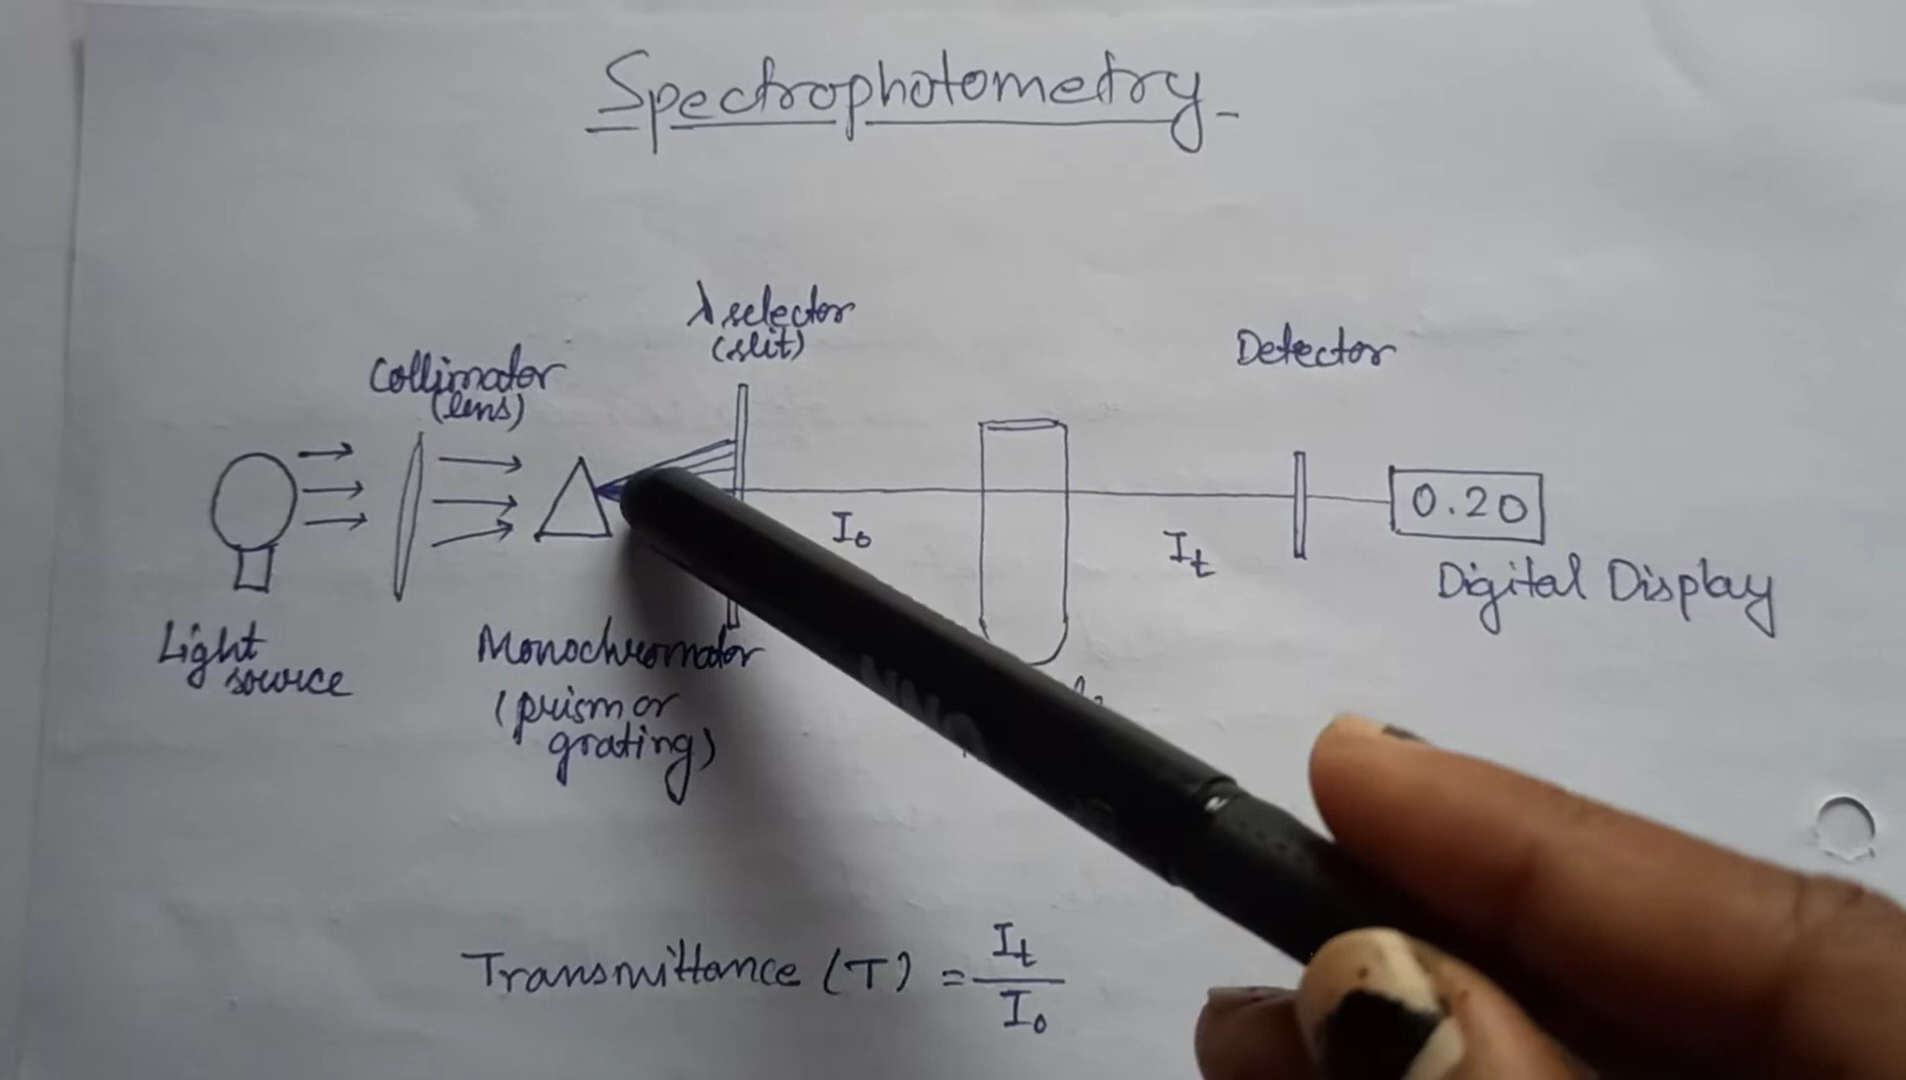 Spectrophotometry
λ selector
(slit)
Collimator
(lens)
Detector
I₀
Iₜ
0.20
Digital Display
Light
source
Monochromator
(prism or
grating)
Transmittance (T) = Iₜ / I₀